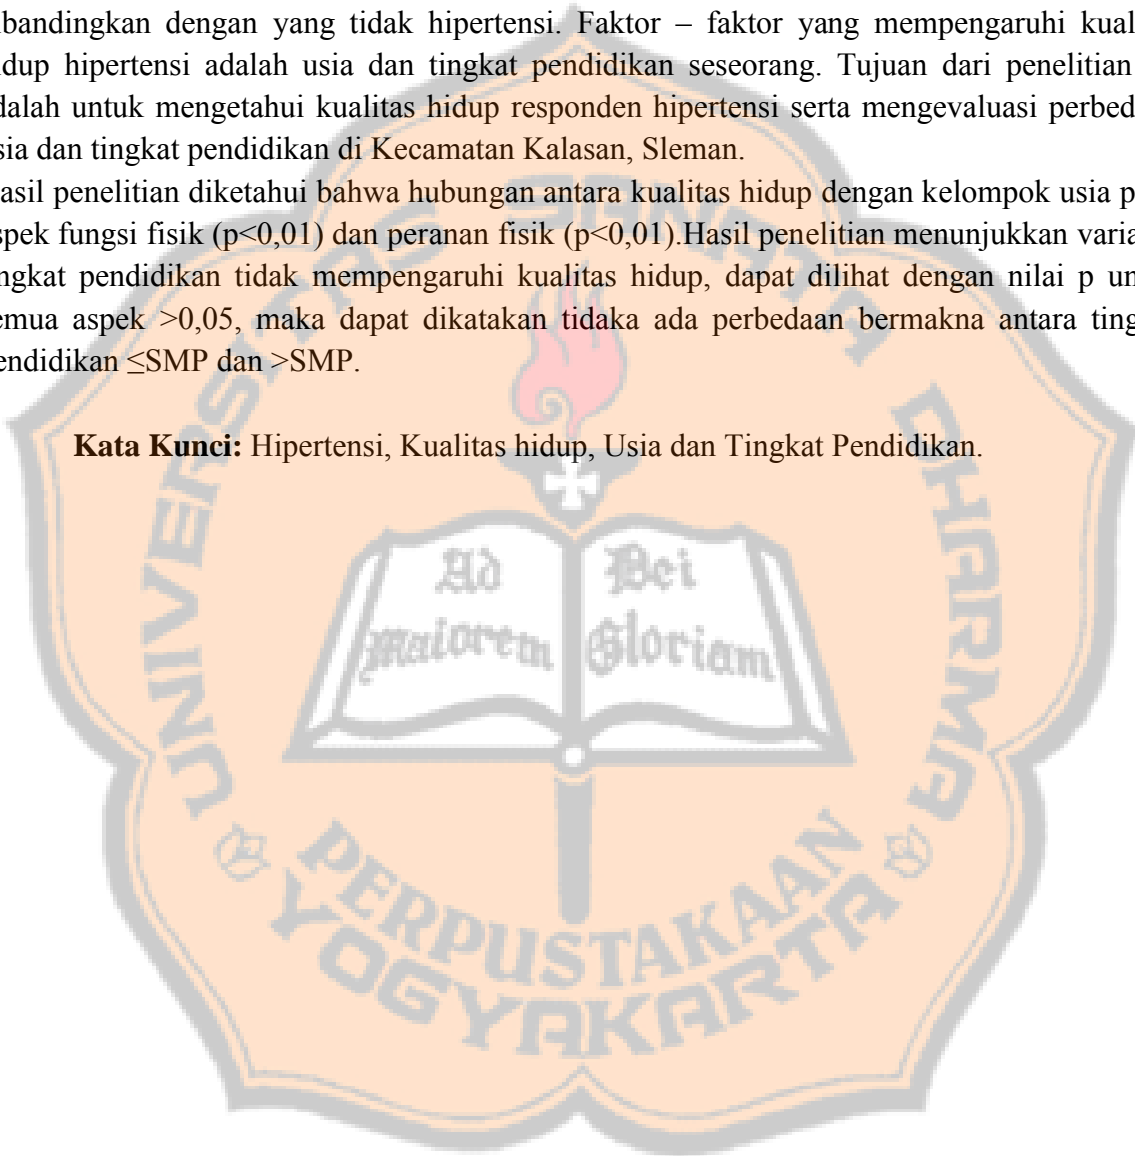 ibandingkan dengan yang tidak hipertensi. Faktor – faktor yang mempengaruhi kual
idup hipertensi adalah usia dan tingkat pendidikan seseorang. Tujuan dari penelitian
dalah untuk mengetahui kualitas hidup responden hipertensi serta mengevaluasi perbed
sia dan tingkat pendidikan di Kecamatan Kalasan, Sleman.
asil penelitian diketahui bahwa hubungan antara kualitas hidup dengan kelompok usia p
spek fungsi fisik (p<0,01) dan peranan fisik (p<0,01).Hasil penelitian menunjukkan varia
ngkat pendidikan tidak mempengaruhi kualitas hidup, dapat dilihat dengan nilai p un
emua aspek >0,05, maka dapat dikatakan tidaka ada perbedaan bermakna antara ting
endidikan ≤SMP dan >SMP.
Kata Kunci: Hipertensi, Kualitas hidup, Usia dan Tingkat Pendidikan.
UNIVERSITAS SANATA DHARMA
Ad maiorem
Dei Gloriam
PERPUSTAKAAN
YOGYAKARTA